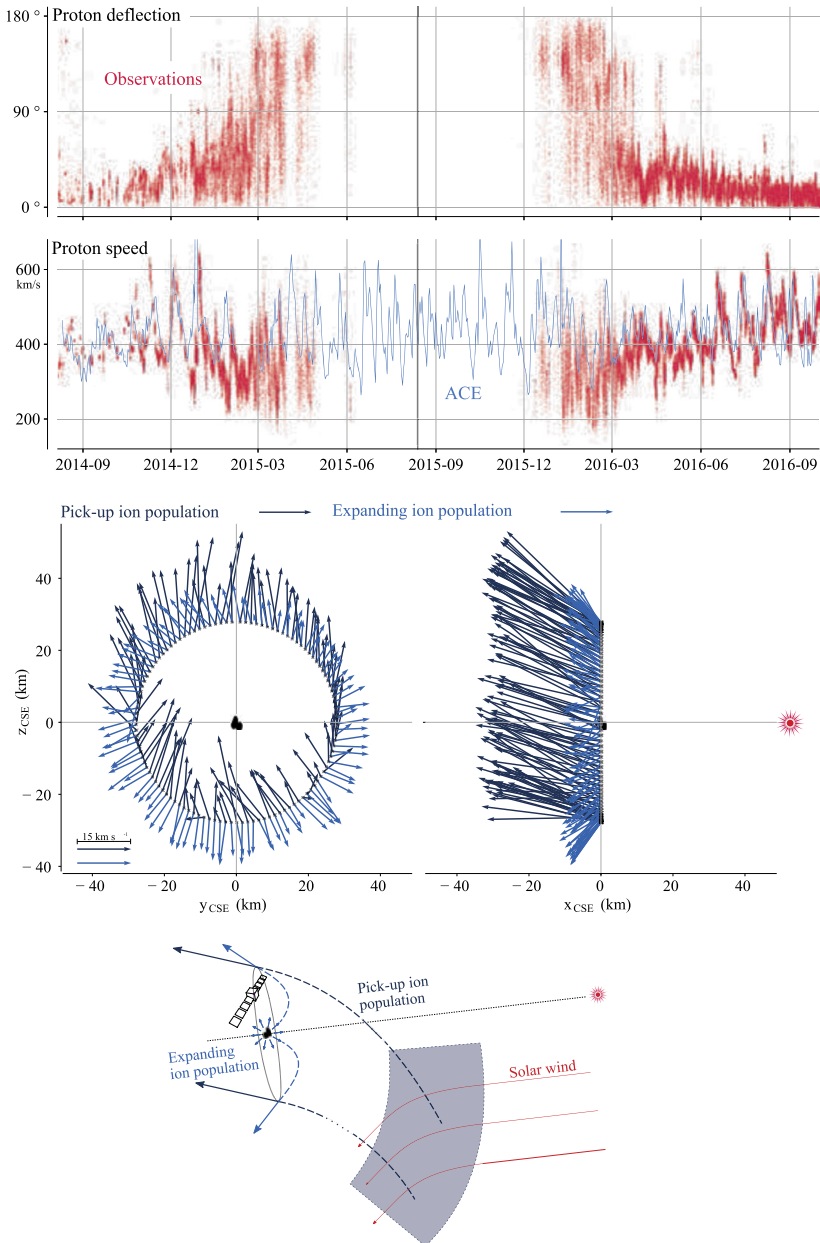 Proton deflection
180 °
Observations
90 °
0 °
Proton speed
600
km/s
400
ACE
200
2014-09 2014-12 2015-03 2015-06 2015-09 2015-12 2016-03 2016-06 2016-09
Pick-up ion population Expanding ion population
40
20
0
− 20
− 40
z CSE (km)
15 km s -1
− 40 − 20 0 20 40
y CSE (km)
− 40 − 20 0 20 40
x CSE (km)
Pick-up ion
population
Expanding
ion population
Solar wind